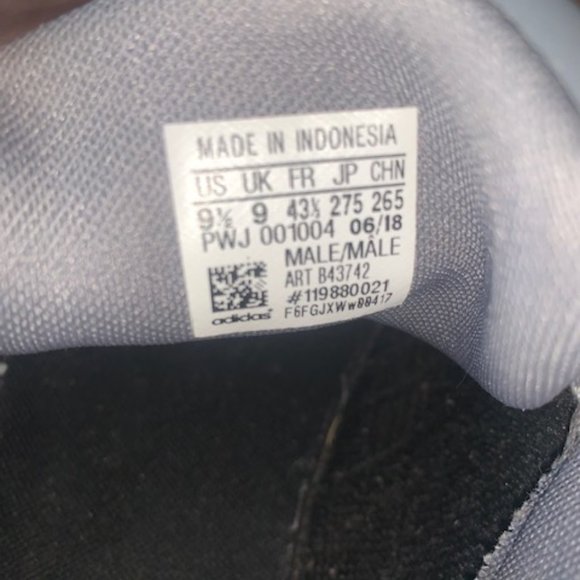 MADE IN INDONESIA
US UK FR JP CHN
9½ 9 43⅓ 275 265
PWJ 001004 06/18
MALE/MÂLE
ART B43742
#119880021
adidas F6FGJXWw00417